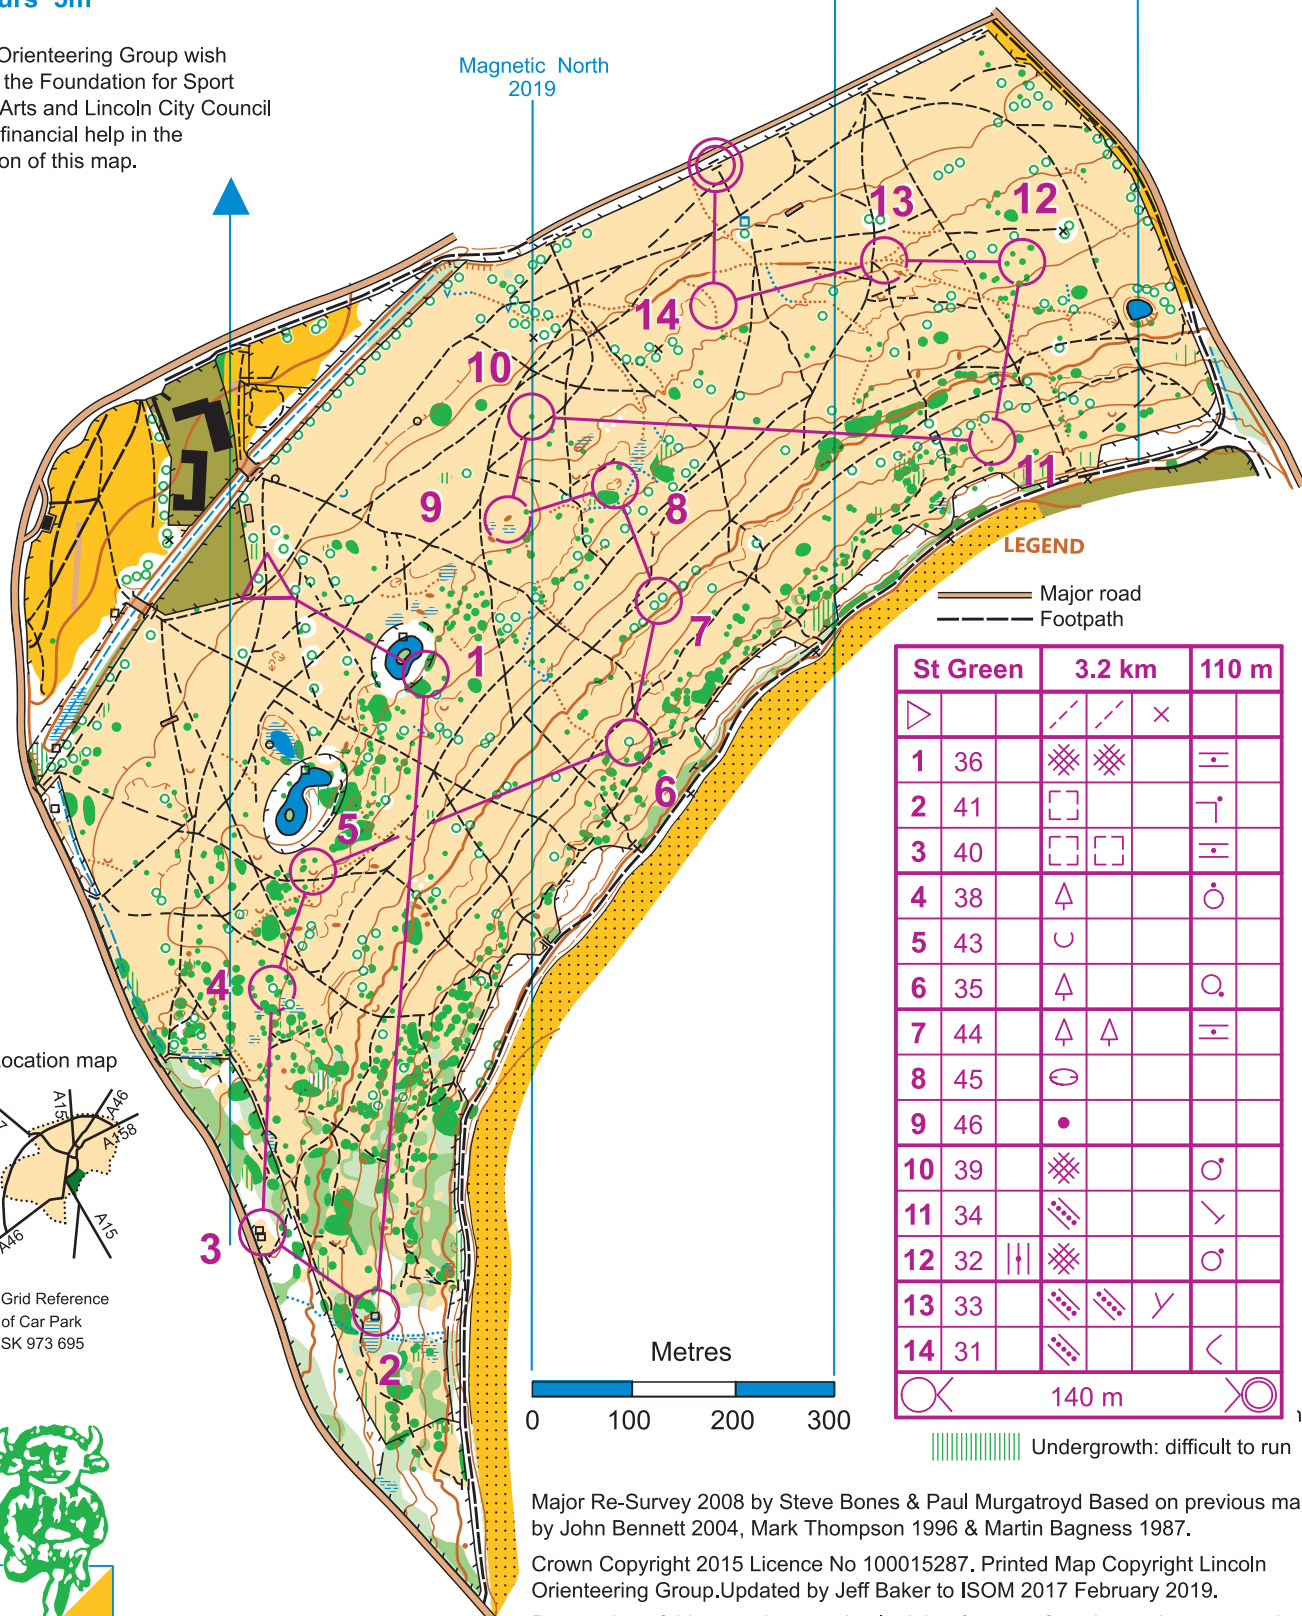 urs 5m
Orienteering Group wish
the Foundation for Sport
Arts and Lincoln City Council
financial help in the
on of this map.
Magnetic North
2019
1
2
3
4
5
6
7
8
9
10
11
12
13
14
LEGEND
Major road
Footpath
St Green 3.2 km 110 m
1 36
2 41
3 40
4 38
5 43
6 35
7 44
8 45
9 46
10 39
11 34
12 32
13 33
14 31
140 m
Undergrowth: difficult to run
ocation map
A15
A46
A158
A46
A15
Grid Reference
of Car Park
SK 973 695
Metres
0 100 200 300
Major Re-Survey 2008 by Steve Bones & Paul Murgatroyd Based on previous ma
by John Bennett 2004, Mark Thompson 1996 & Martin Bagness 1987.
Crown Copyright 2015 Licence No 100015287. Printed Map Copyright Lincoln
Orienteering Group.Updated by Jeff Baker to ISOM 2017 February 2019.